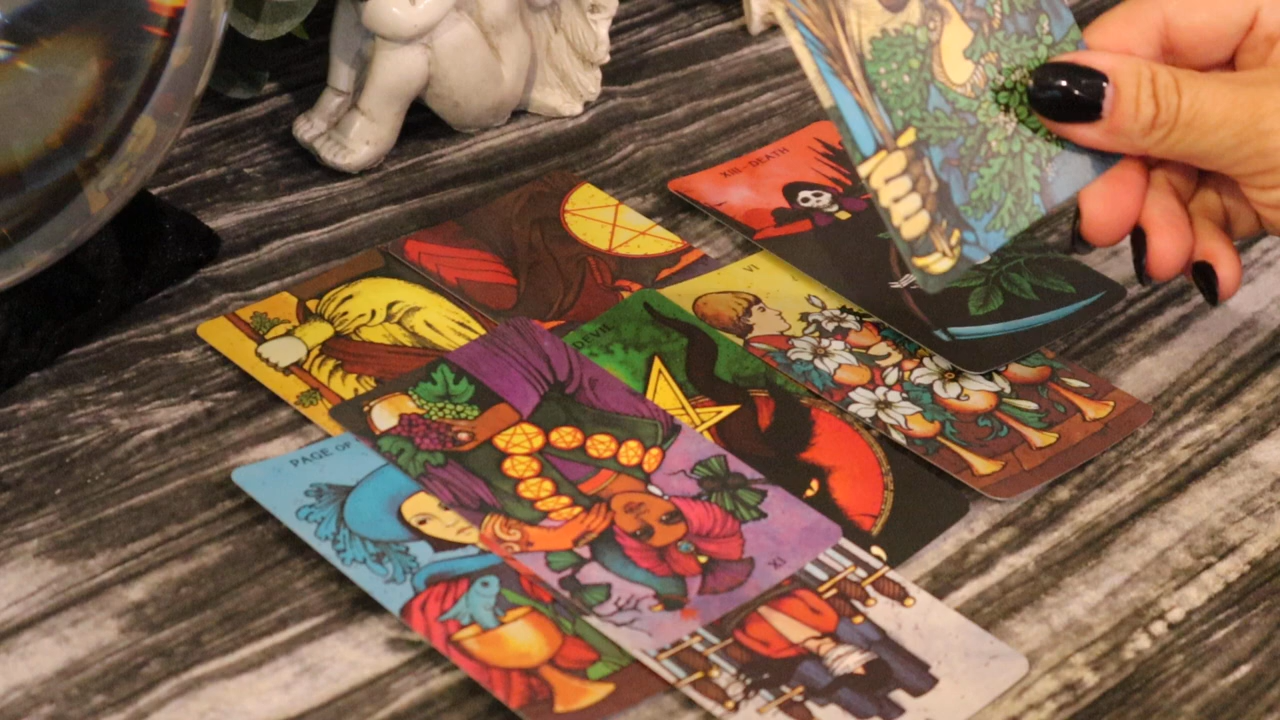 XIII - DEATH
VI
DEVIL
PAGE OF
XI